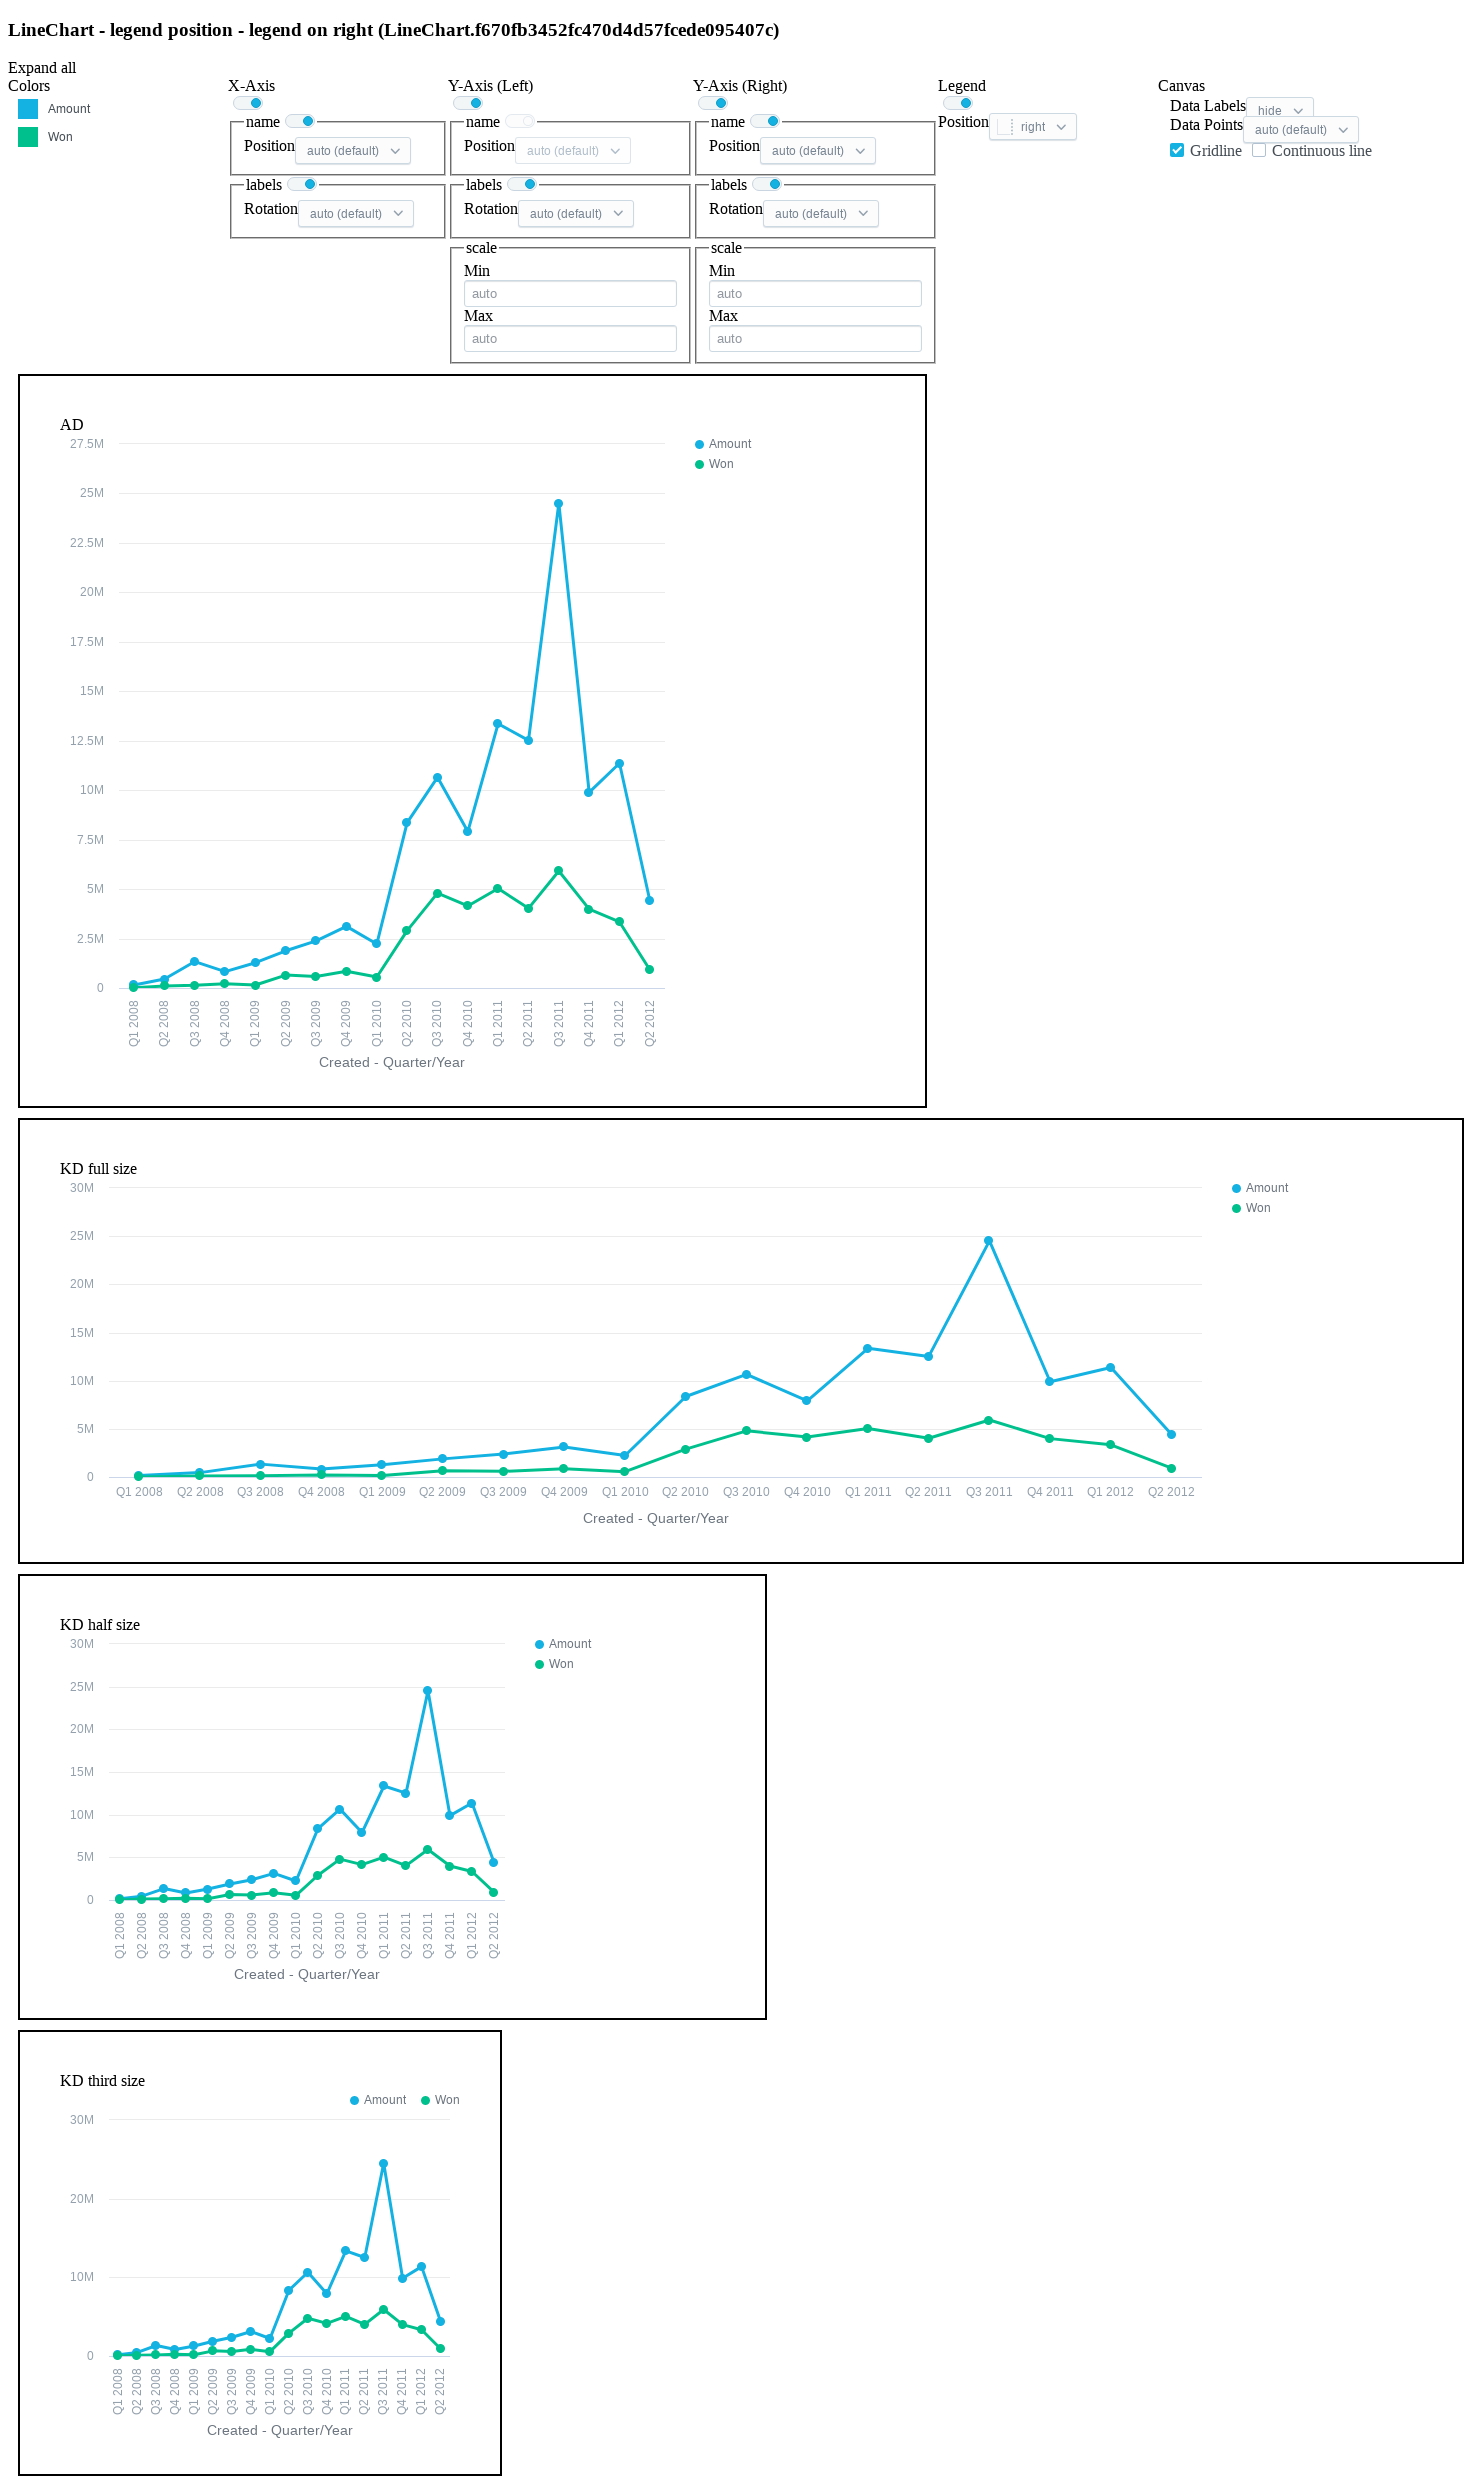 LineChart - legend position - legend on right (LineChart.f670fb3452fc470d4d57fcede095407c)
Expand all
Colors
Amount
Won
X-Axis
name
Position auto (default)
labels
Rotation auto (default)
Y-Axis (Left)
name
Position auto (default)
labels
Rotation auto (default)
scale
Min
auto
Max
auto
Y-Axis (Right)
name
Position auto (default)
labels
Rotation auto (default)
scale
Min
auto
Max
auto
Legend
Position right
Canvas
Data Labels hide
Data Points auto (default)
Gridline Continuous line
AD
27.5M
25M
22.5M
20M
17.5M
15M
12.5M
10M
7.5M
5M
2.5M
0
Amount
Won
Q1 2008 Q2 2008 Q3 2008 Q4 2008 Q1 2009 Q2 2009 Q3 2009 Q4 2009 Q1 2010 Q2 2010 Q3 2010 Q4 2010 Q1 2011 Q2 2011 Q3 2011 Q4 2011 Q1 2012 Q2 2012
Created - Quarter/Year
KD full size
30M
25M
20M
15M
10M
5M
0
Amount
Won
Q1 2008 Q2 2008 Q3 2008 Q4 2008 Q1 2009 Q2 2009 Q3 2009 Q4 2009 Q1 2010 Q2 2010 Q3 2010 Q4 2010 Q1 2011 Q2 2011 Q3 2011 Q4 2011 Q1 2012 Q2 2012
Created - Quarter/Year
KD half size
30M
25M
20M
15M
10M
5M
0
Amount
Won
Q1 2008 Q2 2008 Q3 2008 Q4 2008 Q1 2009 Q2 2009 Q3 2009 Q4 2009 Q1 2010 Q2 2010 Q3 2010 Q4 2010 Q1 2011 Q2 2011 Q3 2011 Q4 2011 Q1 2012 Q2 2012
Created - Quarter/Year
KD third size
Amount Won
30M
20M
10M
0
Q1 2008 Q2 2008 Q3 2008 Q4 2008 Q1 2009 Q2 2009 Q3 2009 Q4 2009 Q1 2010 Q2 2010 Q3 2010 Q4 2010 Q1 2011 Q2 2011 Q3 2011 Q4 2011 Q1 2012 Q2 2012
Created - Quarter/Year